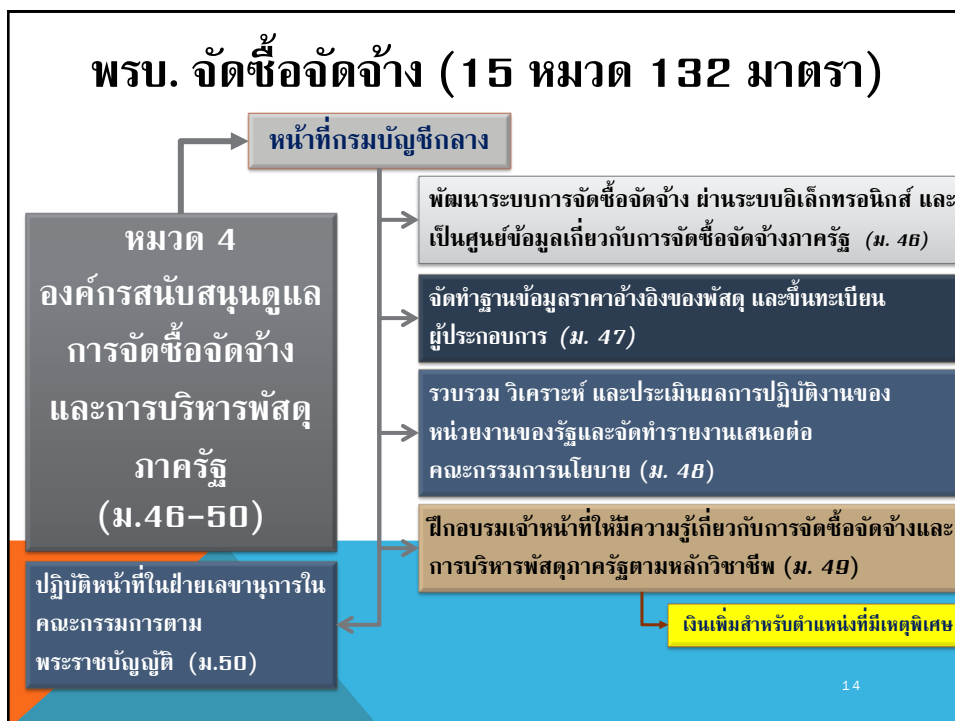 พรบ. จัดซื้อจัดจ้าง (15 หมวด 132 มาตรา)
หน้าที่กรมบัญชีกลาง
หมวด 4
องค์กรสนับสนุนดูแล
การจัดซื้อจัดจ้าง
และการบริหารพัสดุ
ภาครัฐ
(ม.46-50)
พัฒนาระบบการจัดซื้อจัดจ้าง ผ่านระบบอิเล็กทรอนิกส์ และ
เป็นศูนย์ข้อมูลเกี่ยวกับการจัดซื้อจัดจ้างภาครัฐ (ม. 46)
จัดทำฐานข้อมูลราคาอ้างอิงของพัสดุ และขึ้นทะเบียน
ผู้ประกอบการ (ม. 47)
รวบรวม วิเคราะห์ และประเมินผลการปฏิบัติงานของ
หน่วยงานของรัฐและจัดทำรายงานเสนอต่อ
คณะกรรมการนโยบาย (ม. 48)
ฝึกอบรมเจ้าหน้าที่ให้มีความรู้เกี่ยวกับการจัดซื้อจัดจ้างและ
การบริหารพัสดุภาครัฐตามหลักวิชาชีพ (ม. 49)
เงินเพิ่มสำหรับตำแหน่งที่มีเหตุพิเศษ
ปฏิบัติหน้าที่ในฝ่ายเลขานุการใน
คณะกรรมการตาม
พระราชบัญญัติ (ม.50)
14